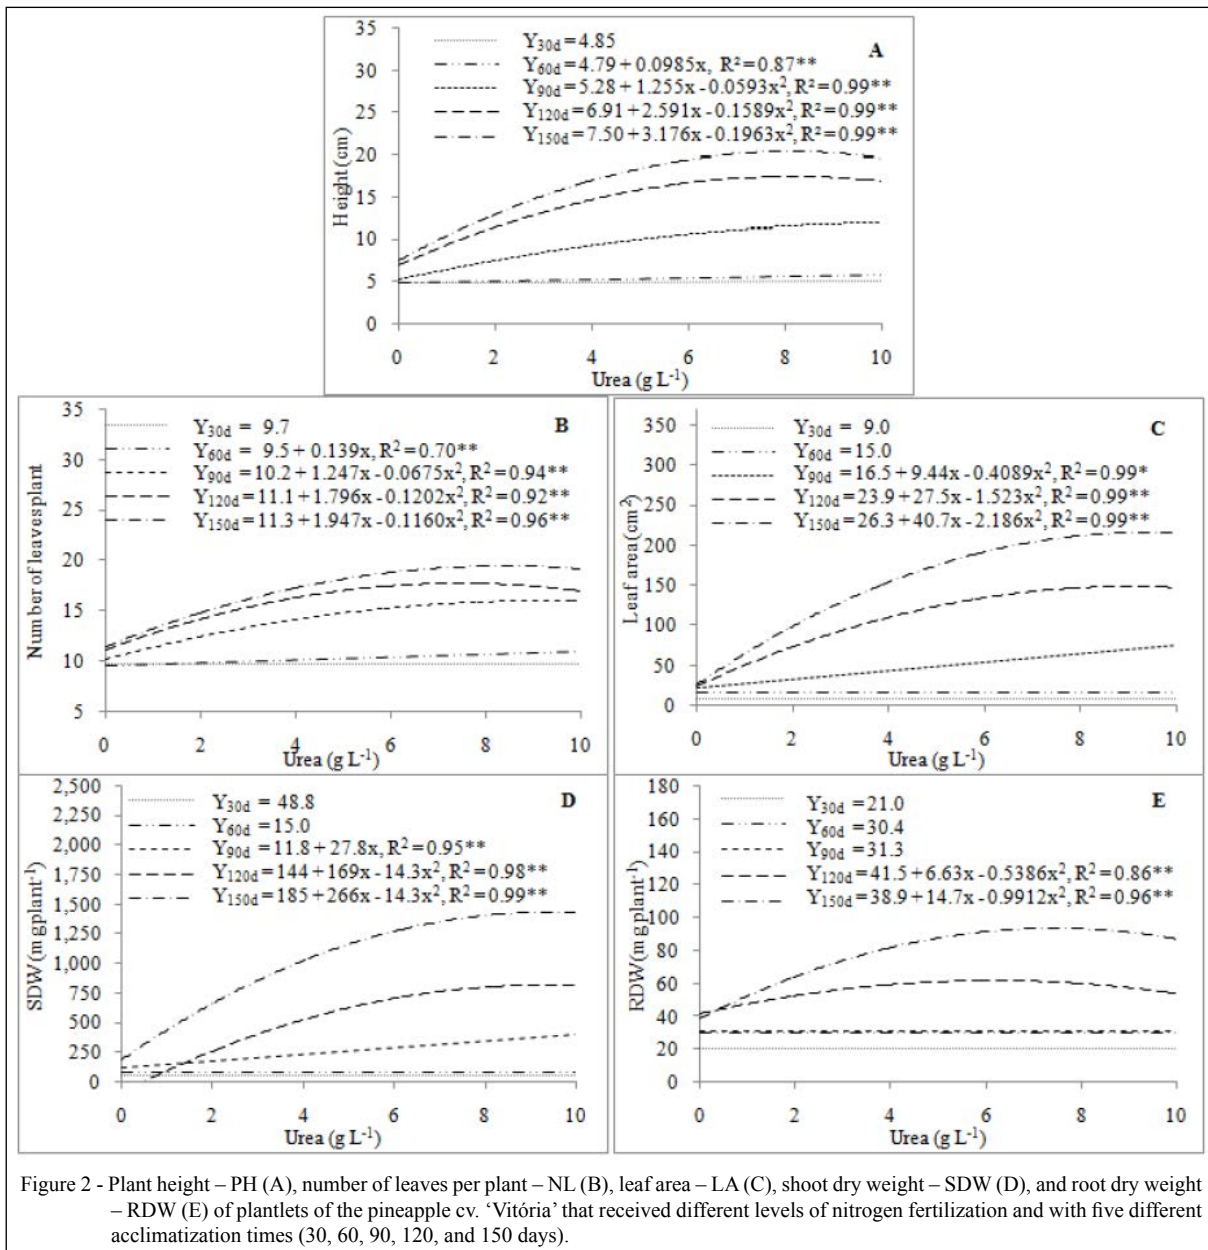 35
30
25
20
15
10
5
0
Height (cm)
Y30d = 4.85
Y60d = 4.79 + 0.0985x, R² = 0.87**
Y90d = 5.28 + 1.255x - 0.0593x², R² = 0.99**
Y120d = 6.91 + 2.591x - 0.1589x², R² = 0.99**
Y150d = 7.50 + 3.176x - 0.1963x², R² = 0.99**
A
0 2 4 6 8 10
Urea (g L-1)
35
30
25
20
15
10
5
Number of leaves plant
Y30d = 9.7
Y60d = 9.5 + 0.139x, R² = 0.70**
Y90d = 10.2 + 1.247x - 0.0675x², R² = 0.94**
Y120d = 11.1 + 1.796x - 0.1202x², R² = 0.92**
Y150d = 11.3 + 1.947x - 0.1160x², R² = 0.96**
B
0 2 4 6 8 10
Urea (g L-1)
350
300
250
200
150
100
50
0
Leaf area (cm²)
Y30d = 9.0
Y60d = 15.0
Y90d = 16.5 + 9.44x - 0.4089x², R² = 0.99*
Y120d = 23.9 + 27.5x - 1.523x², R² = 0.99**
Y150d = 26.3 + 40.7x - 2.186x², R² = 0.99**
C
0 2 4 6 8 10
Urea (g L-1)
2,500
2,250
2,000
1,750
1,500
1,250
1,000
750
500
250
0
SDW (mg plant-1)
Y30d = 48.8
Y60d = 15.0
Y90d = 11.8 + 27.8x, R² = 0.95**
Y120d = 144 + 169x - 14.3x², R² = 0.98**
Y150d = 185 + 266x - 14.3x², R² = 0.99**
D
0 2 4 6 8 10
Urea (g L-1)
180
160
140
120
100
80
60
40
20
0
RDW (mg plant-1)
Y30d = 21.0
Y60d = 30.4
Y90d = 31.3
Y120d = 41.5 + 6.63x - 0.5386x², R² = 0.86**
Y150d = 38.9 + 14.7x - 0.9912x², R² = 0.96**
E
0 2 4 6 8 10
Urea (g L-1)
Figure 2 - Plant height – PH (A), number of leaves per plant – NL (B), leaf area – LA (C), shoot dry weight – SDW (D), and root dry weight
– RDW (E) of plantlets of the pineapple cv. ‘Vitória’ that received different levels of nitrogen fertilization and with five different
acclimatization times (30, 60, 90, 120, and 150 days).